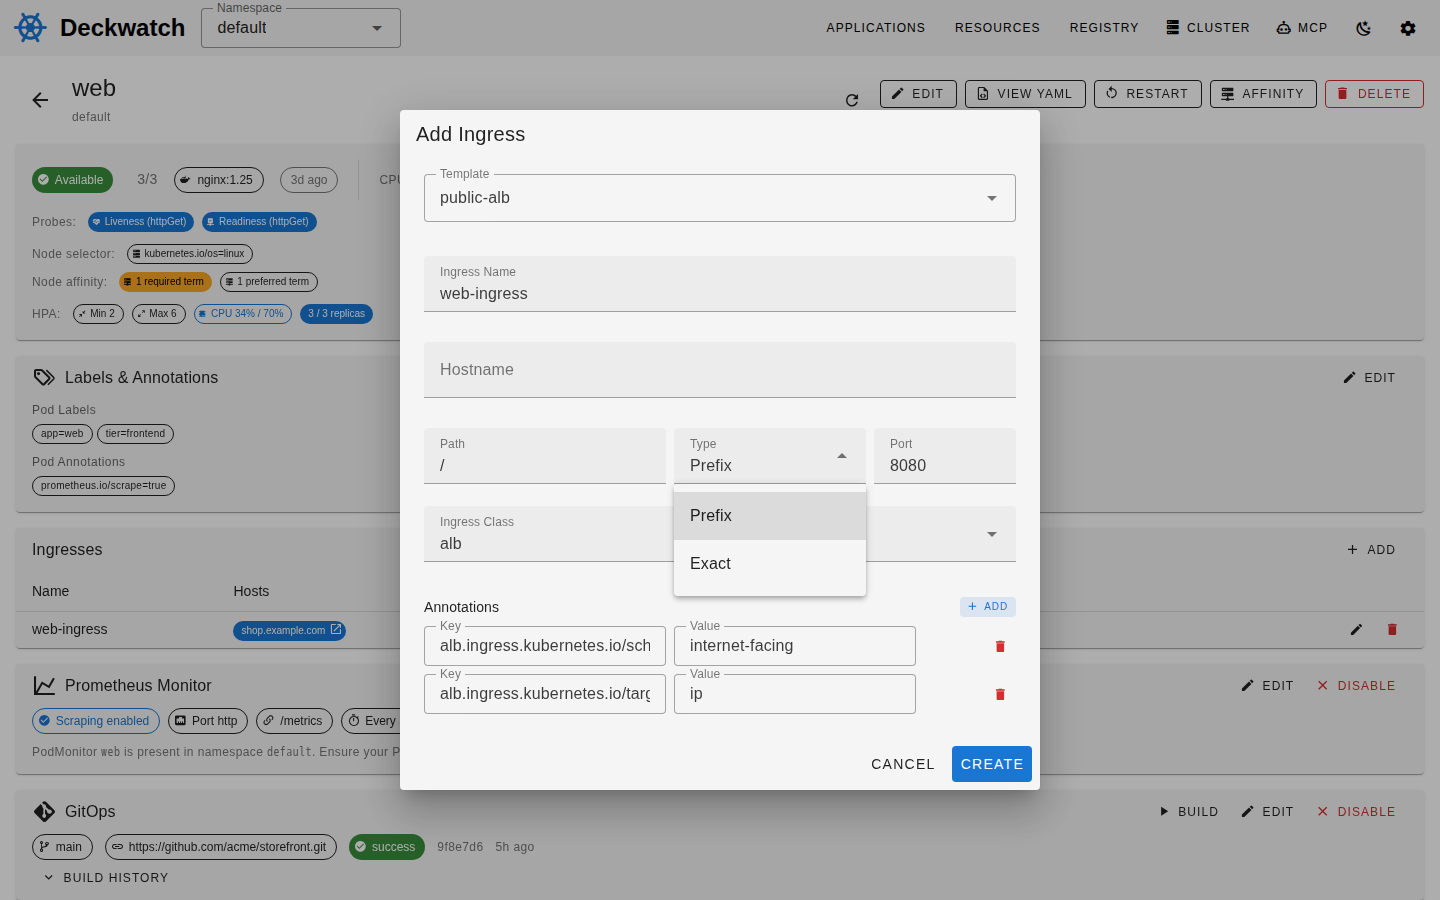 Deckwatch
Namespace
default
APPLICATIONS
RESOURCES
REGISTRY
CLUSTER
MCP
web
default
EDIT
VIEW YAML
RESTART
AFFINITY
DELETE
Available
3/3
nginx:1.25
3d ago
Probes:
Liveness (httpGet)
Readiness (httpGet)
Node selector:
kubernetes.io/os=linux
Node affinity:
1 required term
1 preferred term
HPA:
Min 2
Max 6
CPU 34% / 70%
3 / 3 replicas
Labels & Annotations
EDIT
Pod Labels
app=web
tier=frontend
Pod Annotations
prometheus.io/scrape=true
Ingresses
ADD
Name
Hosts
web-ingress
shop.example.com
Prometheus Monitor
EDIT
DISABLE
Scraping enabled
Port http
/metrics
Every
PodMonitor web is present in namespace default. Ensure your
GitOps
BUILD
EDIT
DISABLE
main
https://github.com/acme/storefront.git
success
9f8e7d6
5h ago
BUILD HISTORY
Add Ingress
Template
public-alb
Ingress Name
web-ingress
Hostname
Path
/
Type
Prefix
Port
8080
Prefix
Exact
Ingress Class
alb
Annotations
ADD
Key
alb.ingress.kubernetes.io/sch
Value
internet-facing
Key
alb.ingress.kubernetes.io/targ
Value
ip
CANCEL
CREATE